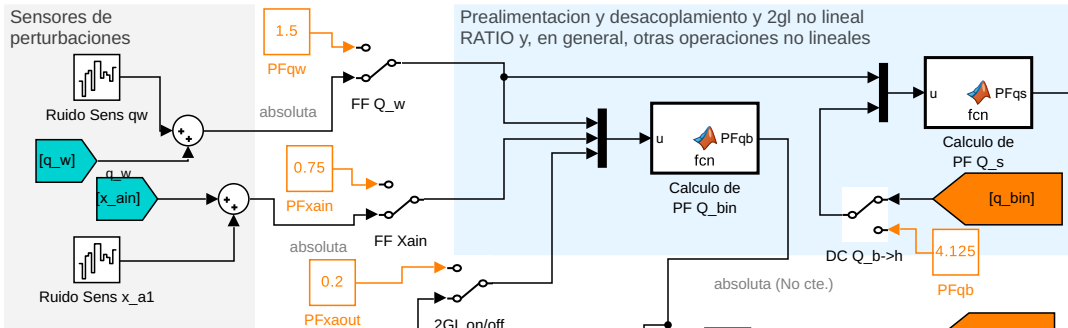 Sensores de
perturbaciones
Prealimentacion y desacoplamiento y 2gl no lineal
RATIO y, en general, otras operaciones no lineales
1.5
PFqw
FF Q_w
absoluta
Ruido Sens qw
[q_w]
q_w
[x_ain]
Ruido Sens x_a1
0.75
PFxain
FF Xain
absoluta
0.2
PFxaout
2GL on/off
u
fcn
PFqb
Calculo de
PF Q_bin
u
fcn
PFqs
Calculo de
PF Q_s
[q_bin]
DC Q_b->h
4.125
PFqb
absoluta (No cte.)